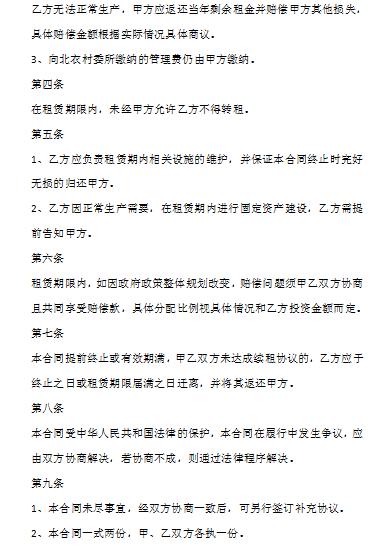 乙方无法正常生产，甲方应返还当年剩余租金并赔偿甲方其他损失，
具体赔偿金额根据实际情况具体商议。
3、向北农村委所缴纳的管理费仍由甲方缴纳。
第四条
在租赁期限内，未经甲方允许乙方不得转租。
第五条
1、乙方应负责租赁期内相关设施的维护，并保证本合同终止时完好
无损的归还甲方。
2、乙方因正常生产需要，在租赁期内进行固定资产建设，乙方需提
前告知甲方。
第六条
租赁期限内，如因政府政策整体规划改变，赔偿问题须甲乙双方协商
且共同享受赔偿款，具体分配比例视具体情况和乙方投资金额而定。
第七条
本合同提前终止或有效期满，甲乙双方未达成续租协议的，乙方应于
终止之日或租赁期限届满之日迁离，并将其返还甲方。
第八条
本合同受中华人民共和国法律的保护，本合同在履行中发生争议，应
由双方协商解决，若协商不成，则通过法律程序解决。
第九条
1、本合同未尽事宜，经双方协商一致后，可另行签订补充协议。
2、本合同一式两份，甲、乙双方各执一份。